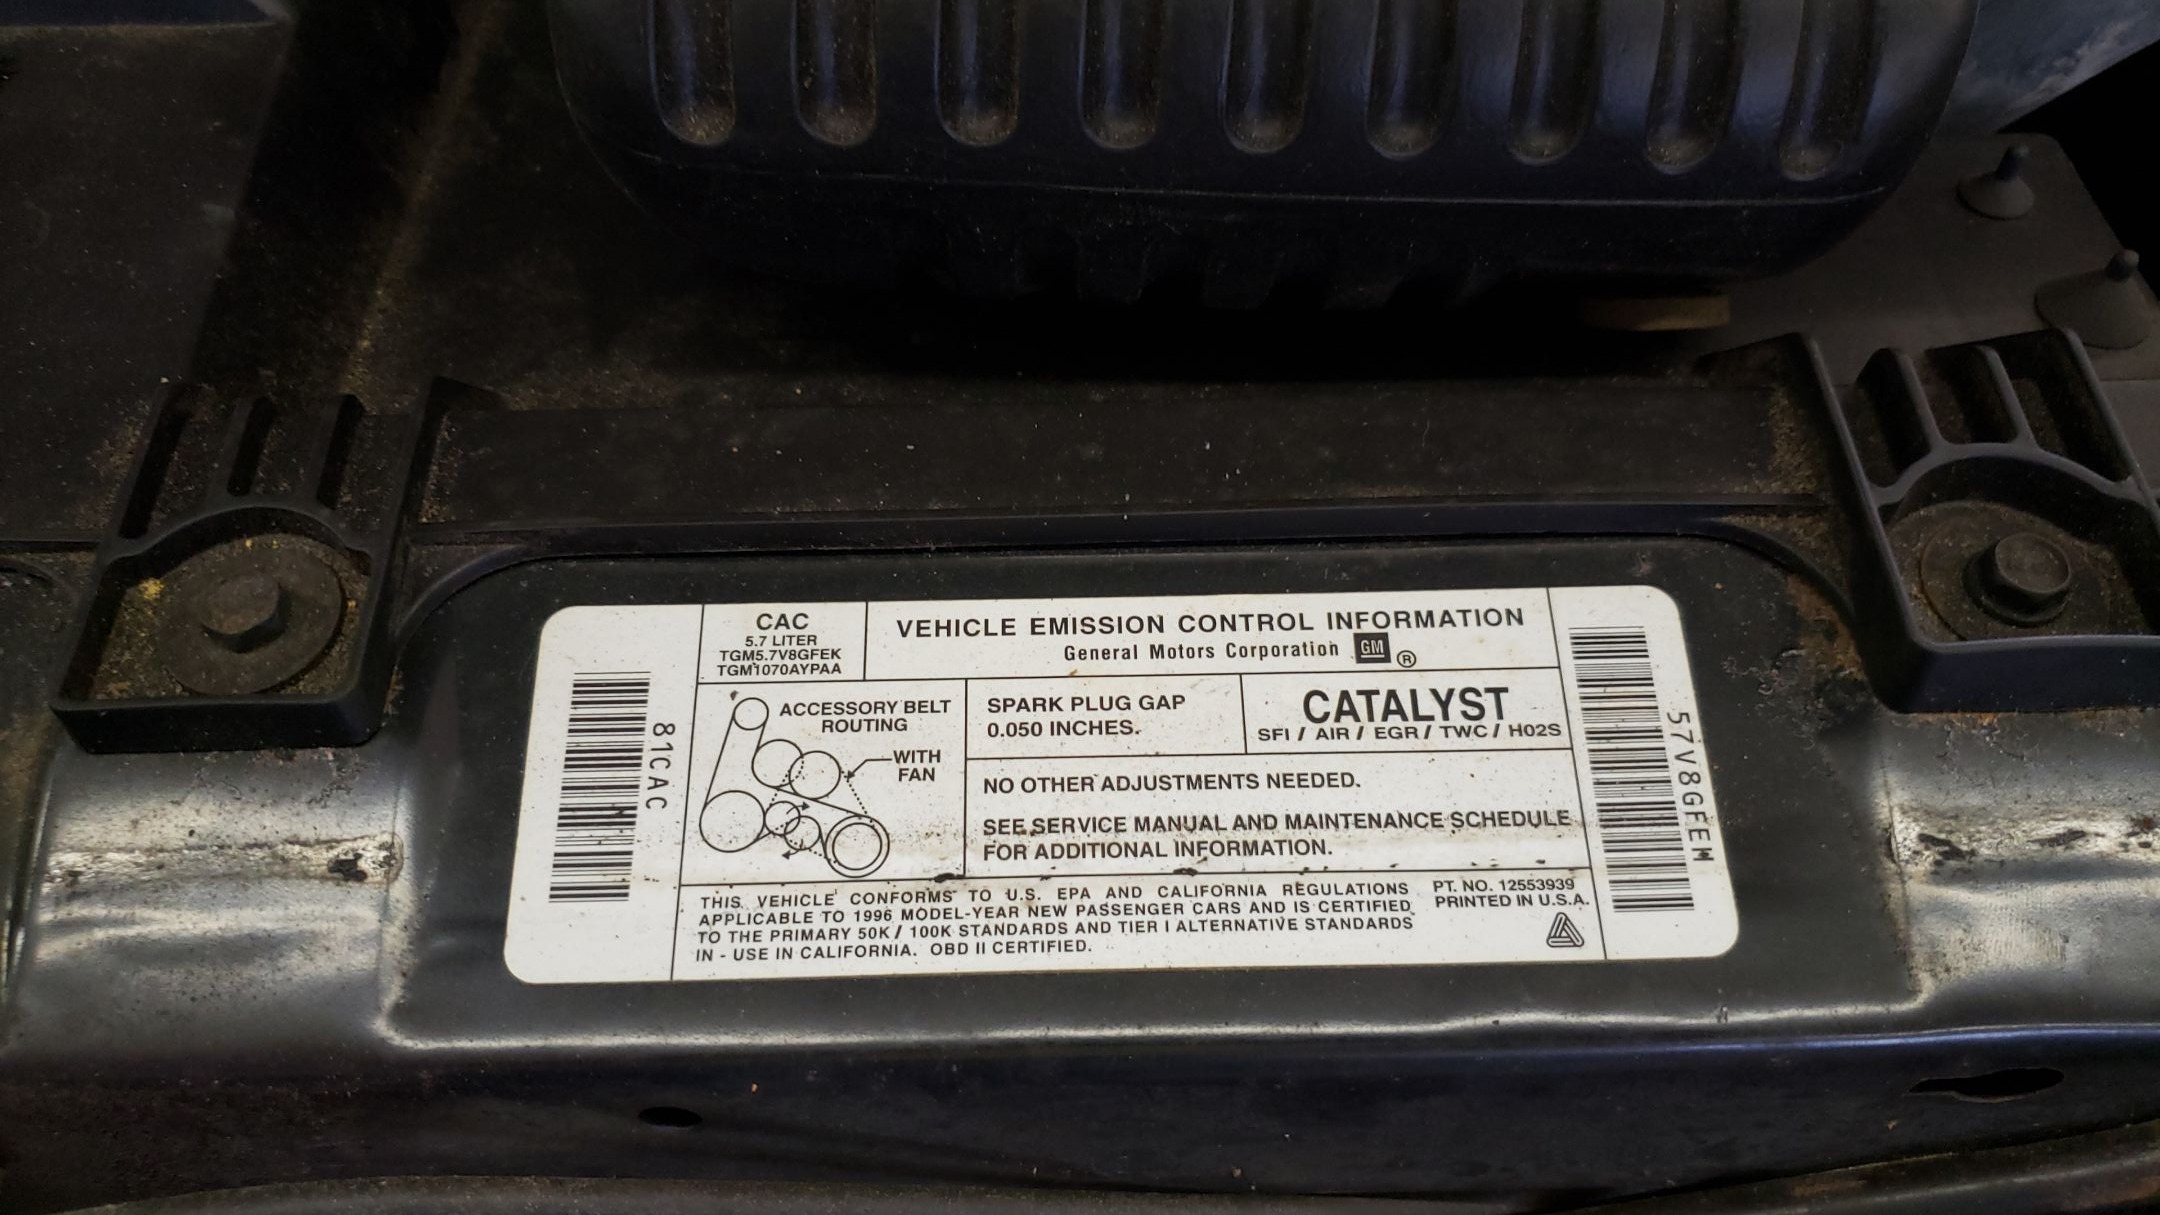 CAC
5.7 LITER
TGM5.7V8GFEK
TGM1070AYPAA
VEHICLE EMISSION CONTROL INFORMATION
General Motors Corporation GM ®
ACCESSORY BELT
ROUTING
WITH
FAN
SPARK PLUG GAP
0.050 INCHES.
CATALYST
SFI / AIR / EGR / TWC / H02S
NO OTHER ADJUSTMENTS NEEDED.
SEE SERVICE MANUAL AND MAINTENANCE SCHEDULE
FOR ADDITIONAL INFORMATION.
THIS VEHICLE CONFORMS TO U.S. EPA AND CALIFORNIA REGULATIONS
APPLICABLE TO 1996 MODEL-YEAR NEW PASSENGER CARS AND IS CERTIFIED
TO THE PRIMARY 50K / 100K STANDARDS AND TIER I ALTERNATIVE STANDARDS
IN - USE IN CALIFORNIA. OBD II CERTIFIED.
PT. NO. 12553939
PRINTED IN U.S.A.
81CAC
57V8GFEM